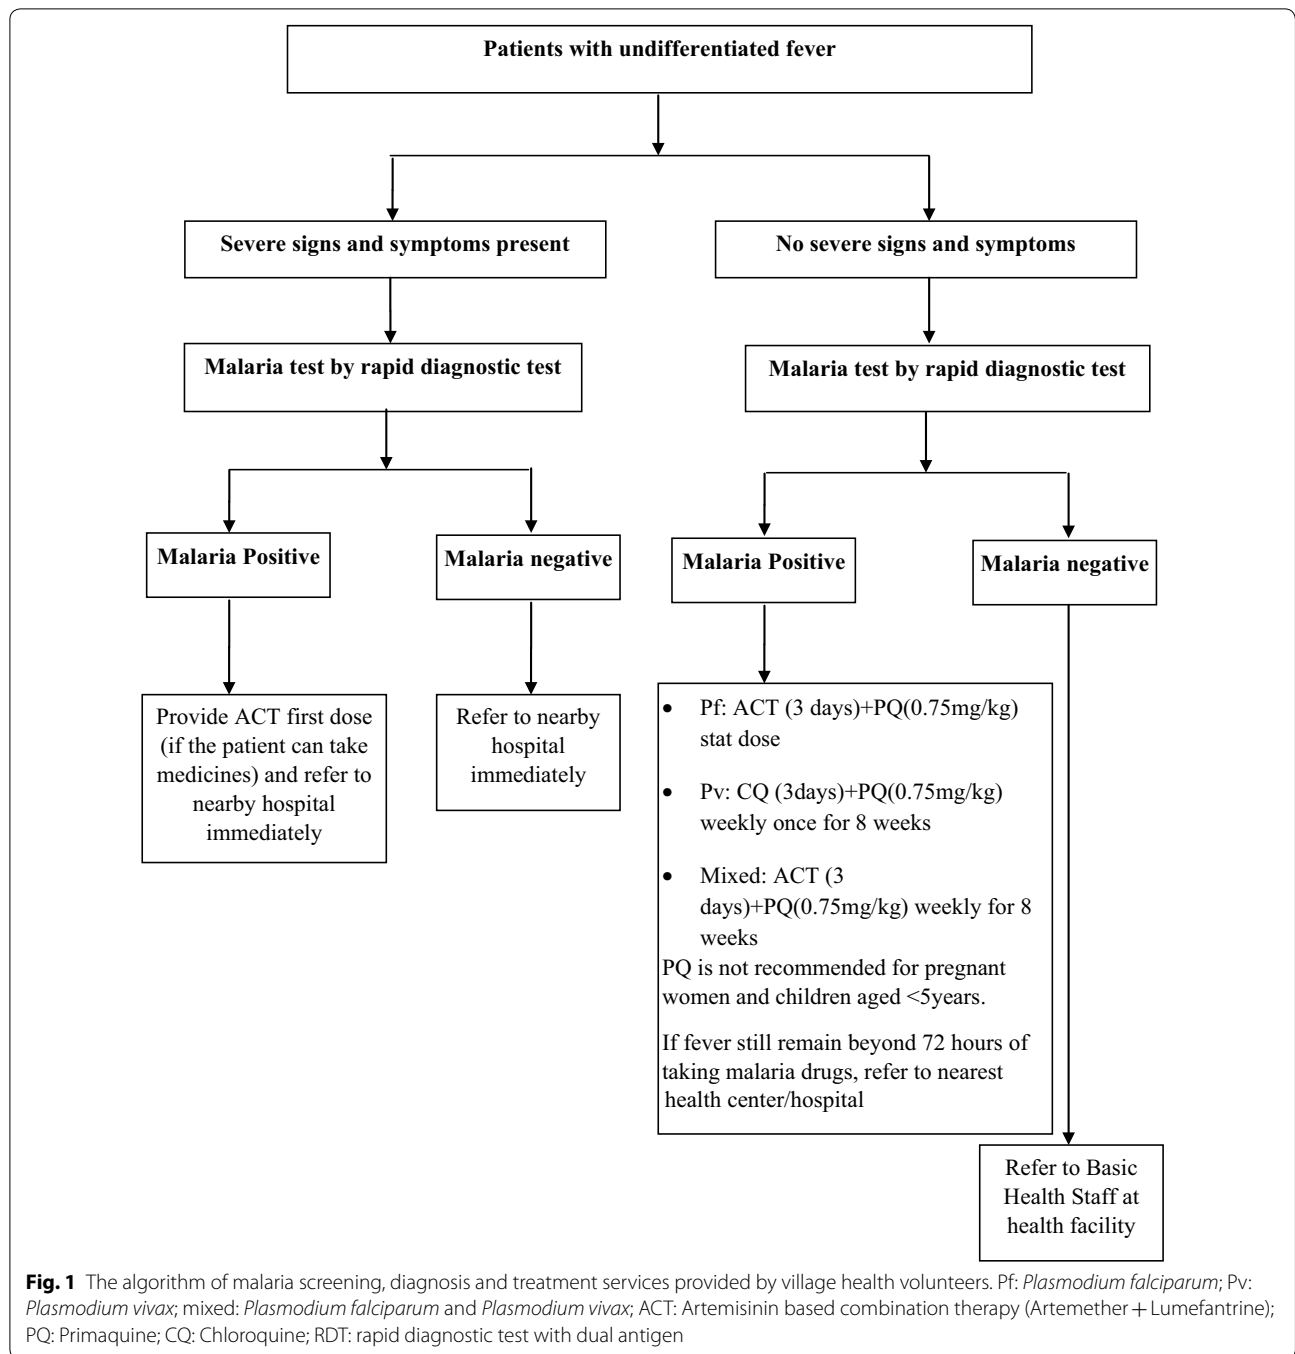 Patients with undifferentiated fever
Severe signs and symptoms present
No severe signs and symptoms
Malaria test by rapid diagnostic test
Malaria test by rapid diagnostic test
Malaria Positive
Malaria negative
Malaria Positive
Malaria negative
Provide ACT first dose
(if the patient can take
medicines) and refer to
nearby hospital
immediately
Refer to nearby
hospital
immediately
• Pf: ACT (3 days)+PQ(0.75mg/kg)
stat dose
• Pv: CQ (3days)+PQ(0.75mg/kg)
weekly once for 8 weeks
• Mixed: ACT (3
days)+PQ(0.75mg/kg) weekly for 8
weeks
PQ is not recommended for pregnant
women and children aged <5years.
If fever still remain beyond 72 hours of
taking malaria drugs, refer to nearest
health center/hospital
Refer to Basic
Health Staff at
health facility
Fig. 1 The algorithm of malaria screening, diagnosis and treatment services provided by village health volunteers. Pf: Plasmodium falciparum; Pv:
Plasmodium vivax; mixed: Plasmodium falciparum and Plasmodium vivax; ACT: Artemisinin based combination therapy (Artemether + Lumefantrine);
PQ: Primaquine; CQ: Chloroquine; RDT: rapid diagnostic test with dual antigen